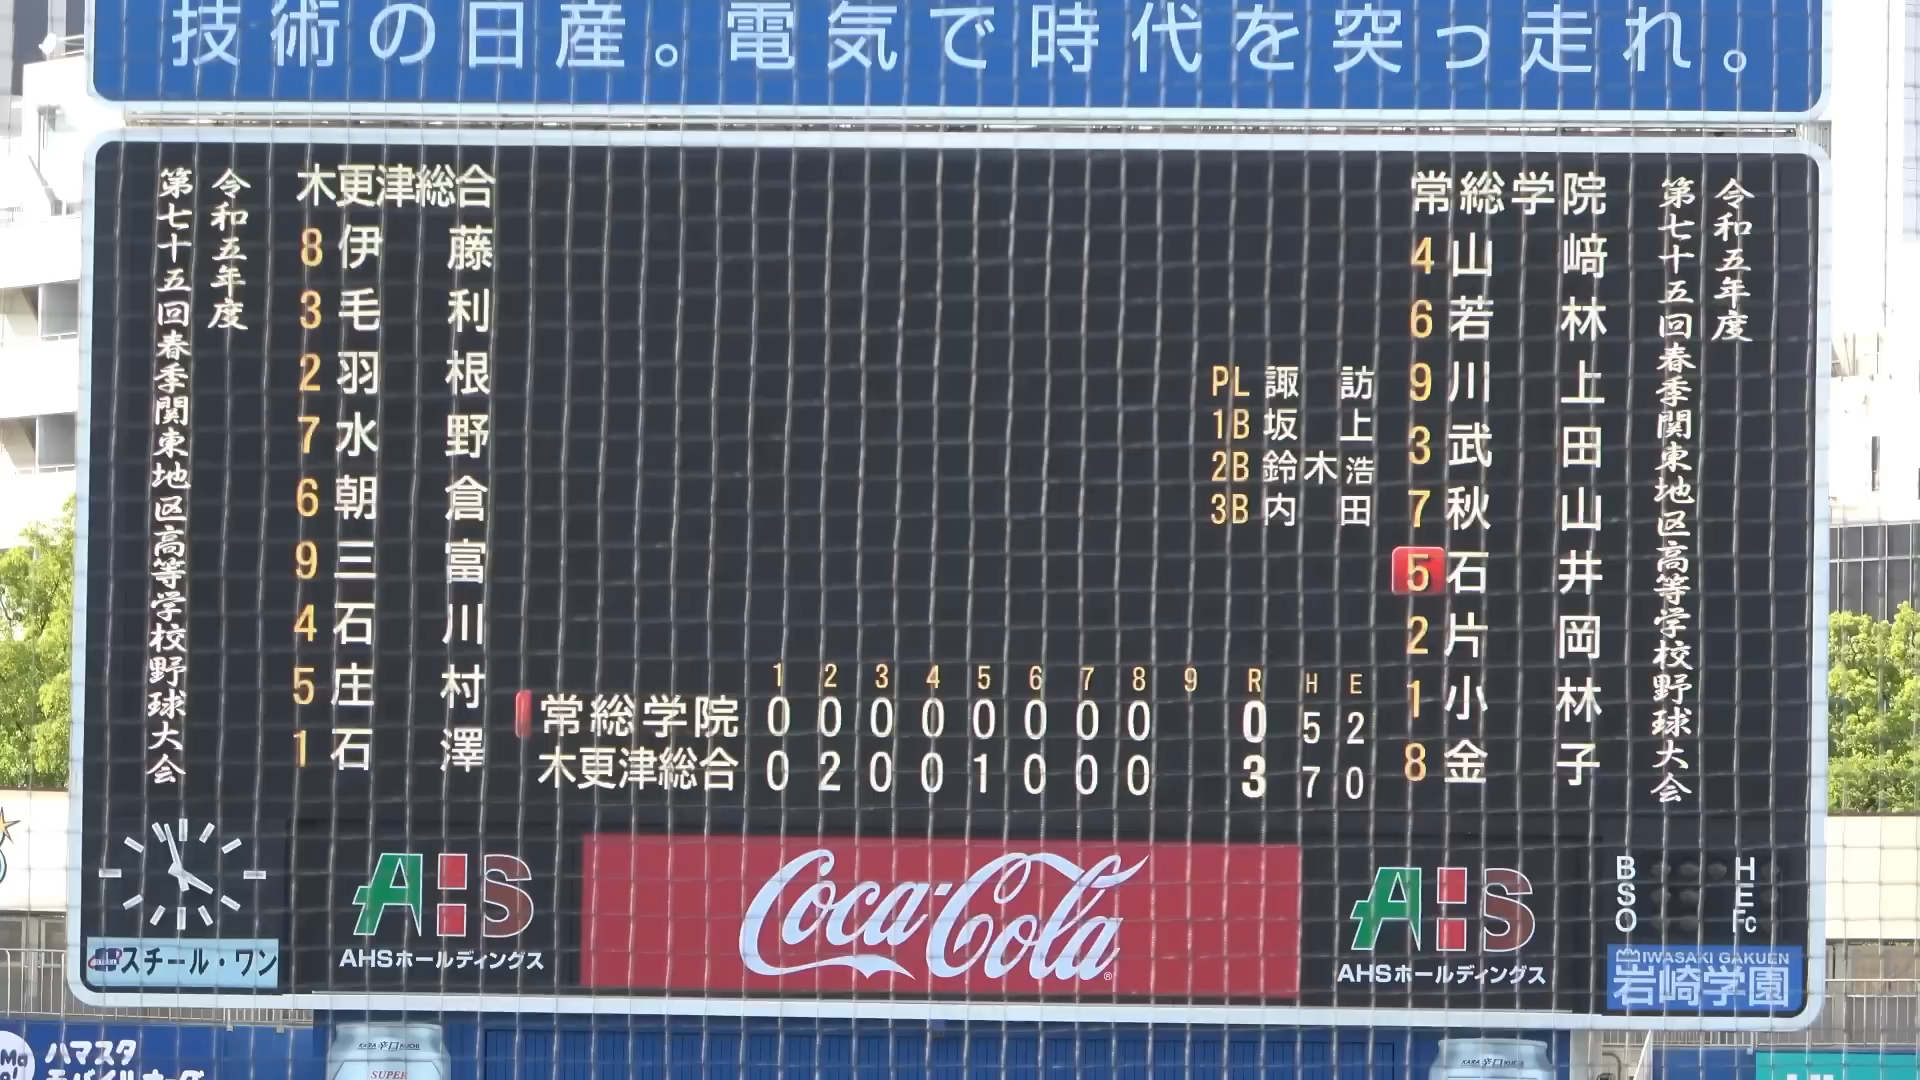 技術の日産。電気で時代を突っ走れ。
令和五年度
第七十五回春季関東地区高等学校野球大会
木更津総合
8 伊藤
3 毛利
2 羽根
7 水野
6 朝倉
9 三富
4 石川
5 庄村
1 石澤
PL 諏訪
1B 坂上
2B 鈴木浩
3B 内田
1 2 3 4 5 6 7 8 9 R H E
常総学院 0 0 0 0 0 0 0 0 0 5 2
木更津総合 0 2 0 0 1 0 0 0 3 7 0
常総学院
4 山﨑
6 若林
9 川上
3 武田
7 秋山
5 石井
2 片岡
1 小林
8 金子
令和五年度
第七十五回春季関東地区高等学校野球大会
スチール・ワン
AHS
AHSホールディングス
Coca-Cola
AHS
AHSホールディングス
B H
S E
O Fc
IWASAKI GAKUEN
岩崎学園
ハマスタ
KARA 辛口 KUCHI
SUPER
KARA 辛口 KUCHI